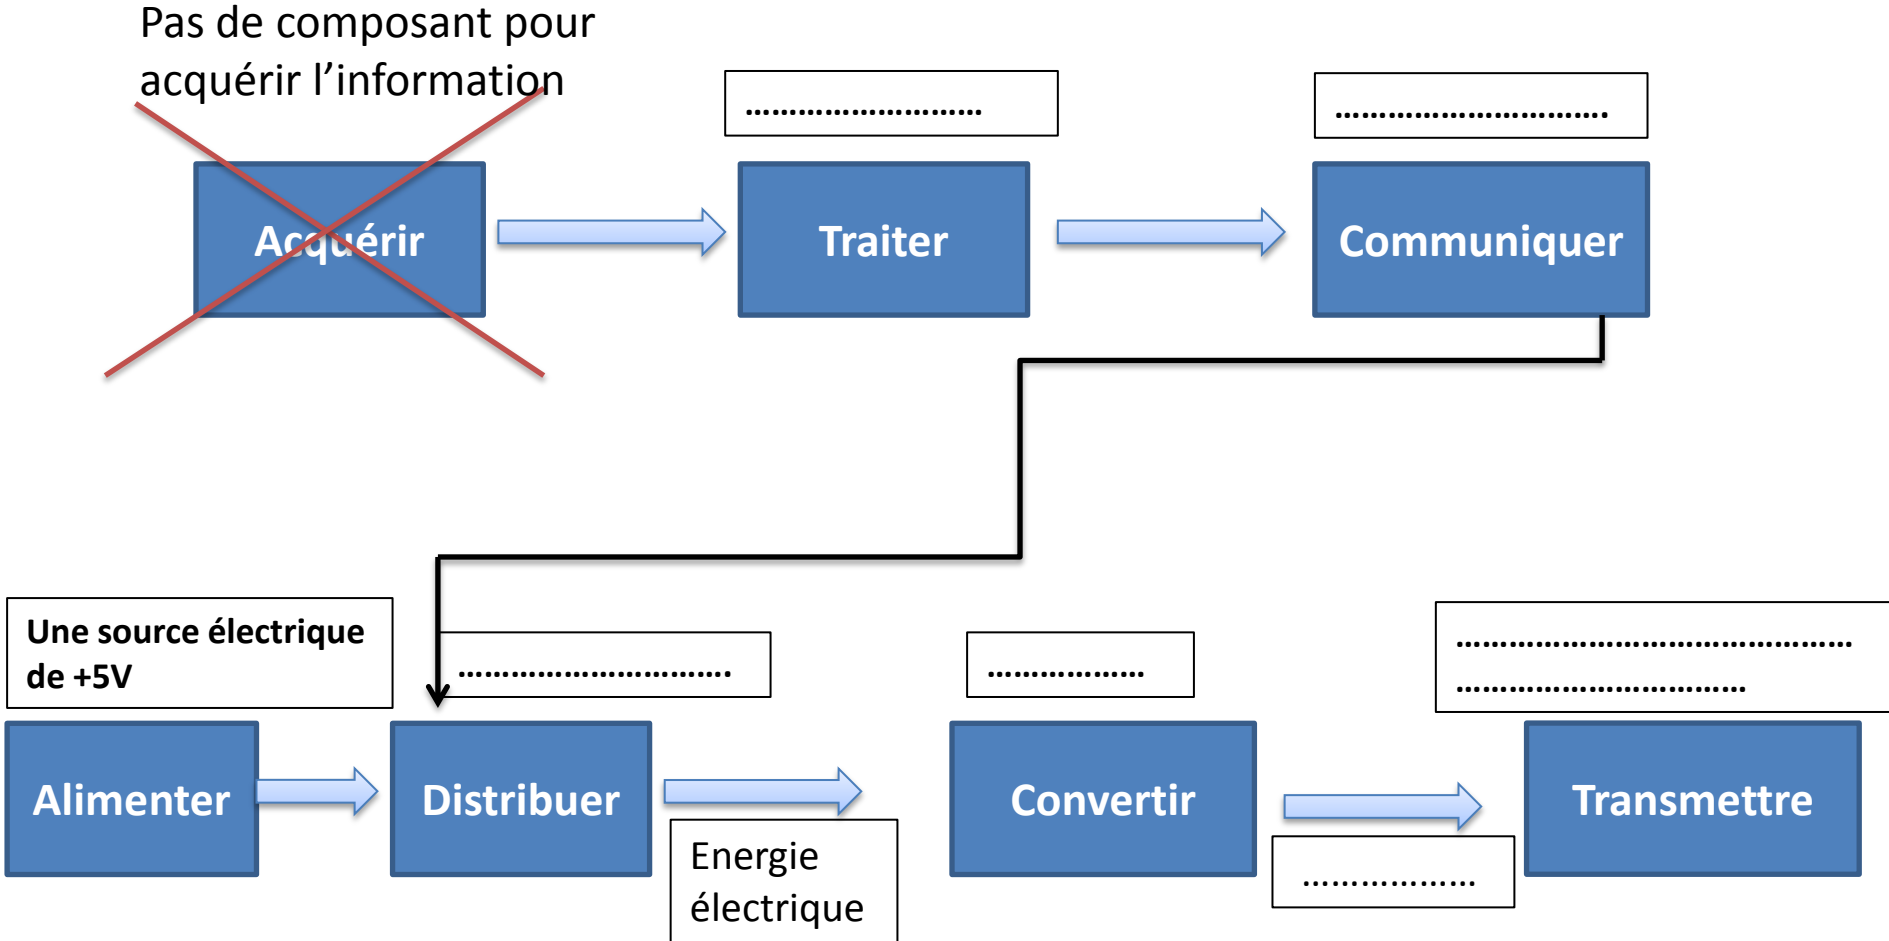 Pas de composant pour
acquérir l’information
……………………….
…………………………..
Acquérir
Traiter
Communiquer
Une source électrique
de +5V
…………………………..
………………
………………………………………..
…………………………….
Alimenter
Distribuer
Convertir
Transmettre
Energie
électrique
………………